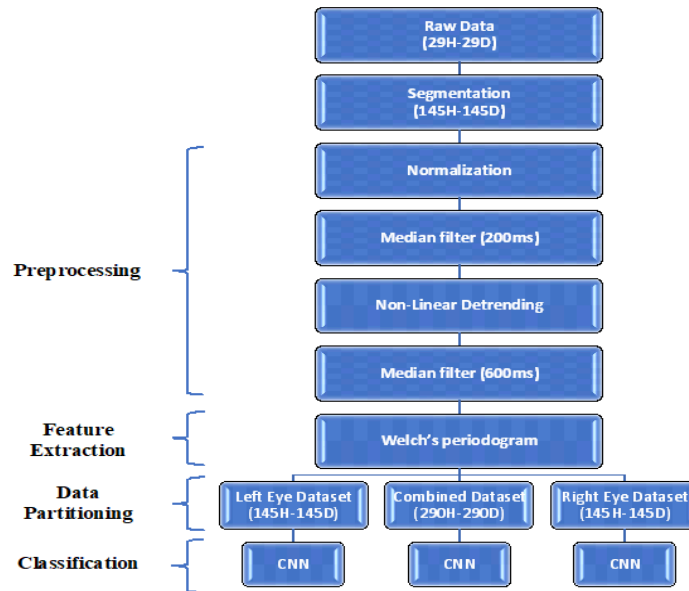 Raw Data
(29H-29D)
Segmentation
(145H-145D)
Preprocessing
Normalization
Median filter (200ms)
Non-Linear Detrending
Median filter (600ms)
Feature
Extraction
Welch's periodogram
Data
Partitioning
Left Eye Dataset
(145H-145D)
Combined Dataset
(290H-290D)
Right Eye Dataset
(145H-145D)
Classification
CNN
CNN
CNN